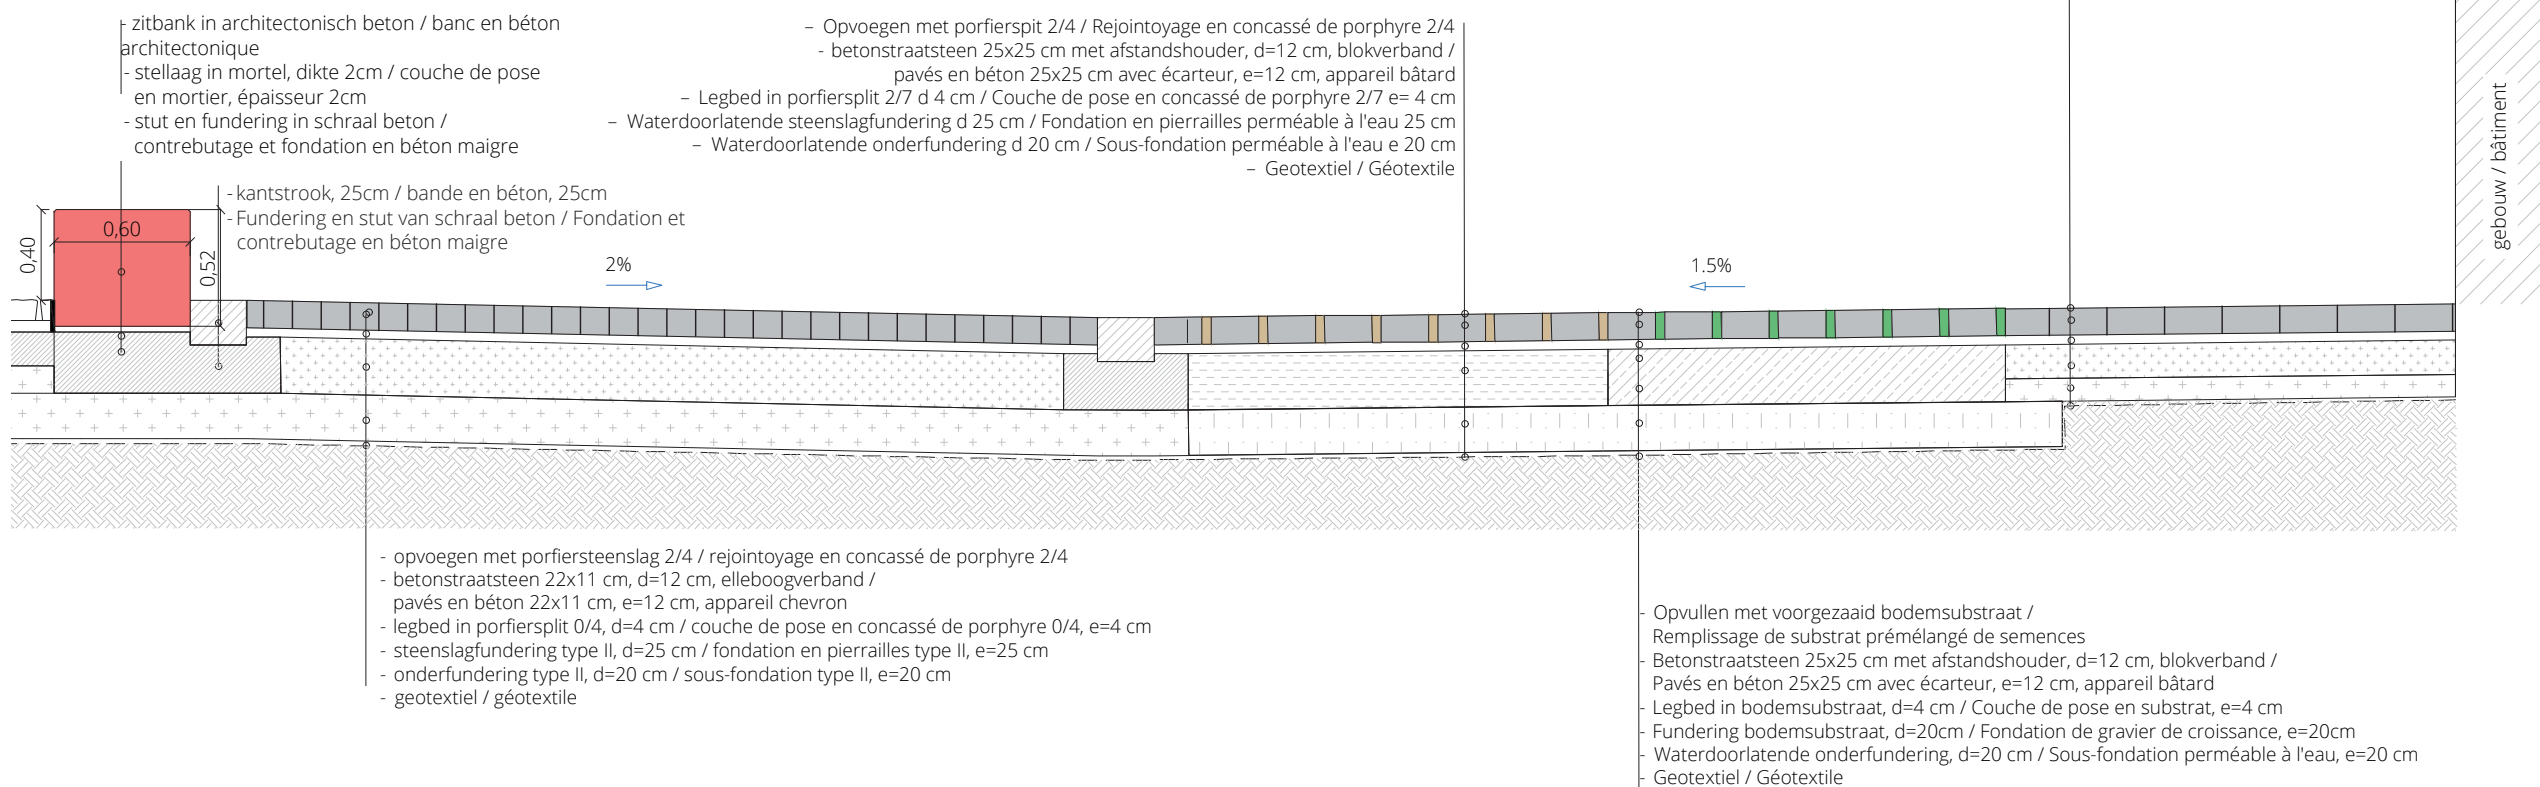 - zitbank in architectonisch beton / banc en béton
architectonique
- stellaag in mortel, dikte 2cm / couche de pose
en mortier, épaisseur 2cm
- stut en fundering in schraal beton /
contrebutage et fondation en béton maigre
- kantstrook, 25cm / bande en béton, 25cm
- Fundering en stut van schraal beton / Fondation et
contrebutage en béton maigre
– Opvoegen met porfierspit 2/4 / Rejointoyage en concassé de porphyre 2/4
- betonstraatsteen 25x25 cm met afstandshouder, d=12 cm, blokverband /
pavés en béton 25x25 cm avec écarteur, e=12 cm, appareil bâtard
– Legbed in porfiersplit 2/7 d 4 cm / Couche de pose en concassé de porphyre 2/7 e= 4 cm
– Waterdoorlatende steenslagfundering d 25 cm / Fondation en pierrailles perméable à l'eau 25 cm
– Waterdoorlatende onderfundering d 20 cm / Sous-fondation perméable à l'eau e 20 cm
– Geotextiel / Géotextile
gebouw / bâtiment
0,40
0,60
0,52
2%
1.5%
- opvoegen met porfiersteenslag 2/4 / rejointoyage en concassé de porphyre 2/4
- betonstraatsteen 22x11 cm, d=12 cm, elleboogverband /
pavés en béton 22x11 cm, e=12 cm, appareil chevron
- legbed in porfiersplit 0/4, d=4 cm / couche de pose en concassé de porphyre 0/4, e=4 cm
- steenslagfundering type II, d=25 cm / fondation en pierrailles type II, e=25 cm
- onderfundering type II, d=20 cm / sous-fondation type II, e=20 cm
- geotextiel / géotextile
- Opvullen met voorgezaaid bodemsubstraat /
Remplissage de substrat prémélangé de semences
- Betonstraatsteen 25x25 cm met afstandshouder, d=12 cm, blokverband /
Pavés en béton 25x25 cm avec écarteur, e=12 cm, appareil bâtard
- Legbed in bodemsubstraat, d=4 cm / Couche de pose en substrat, e=4 cm
- Fundering bodemsubstraat, d=20cm / Fondation de gravier de croissance, e=20cm
- Waterdoorlatende onderfundering, d=20 cm / Sous-fondation perméable à l'eau, e=20 cm
- Geotextiel / Géotextile